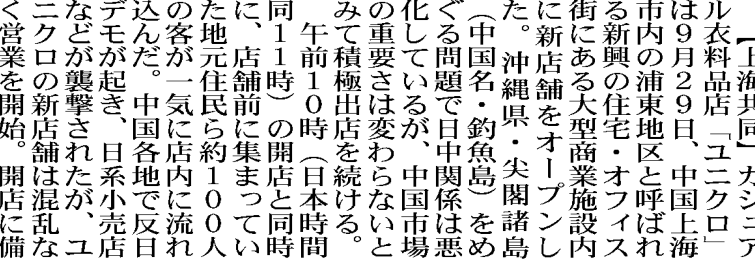 【上海共同】カジュア
ル衣料品店「ユニクロ」
は9月29日、中国上海
市内の浦東地区と呼ばれ
る新興の住宅・オフィス
街にある大型商業施設内
に新店舗をオープンし
た。沖縄県・尖閣諸島
（中国名・釣魚島）をめ
ぐる問題で日中関係は悪
化しているが、中国市場
の重要さは変わらないと
みて積極出店を続ける。
午前10時（日本時間
同11時）の開店と同時
に、店舗前に集まってい
た地元住民ら約100人
の客が一気に店内に流れ
込んだ。中国各地で反日
デモが起き、日系小売店
などが襲撃されたが、ユ
ニクロの新店舗は混乱な
く営業を開始。開店に備